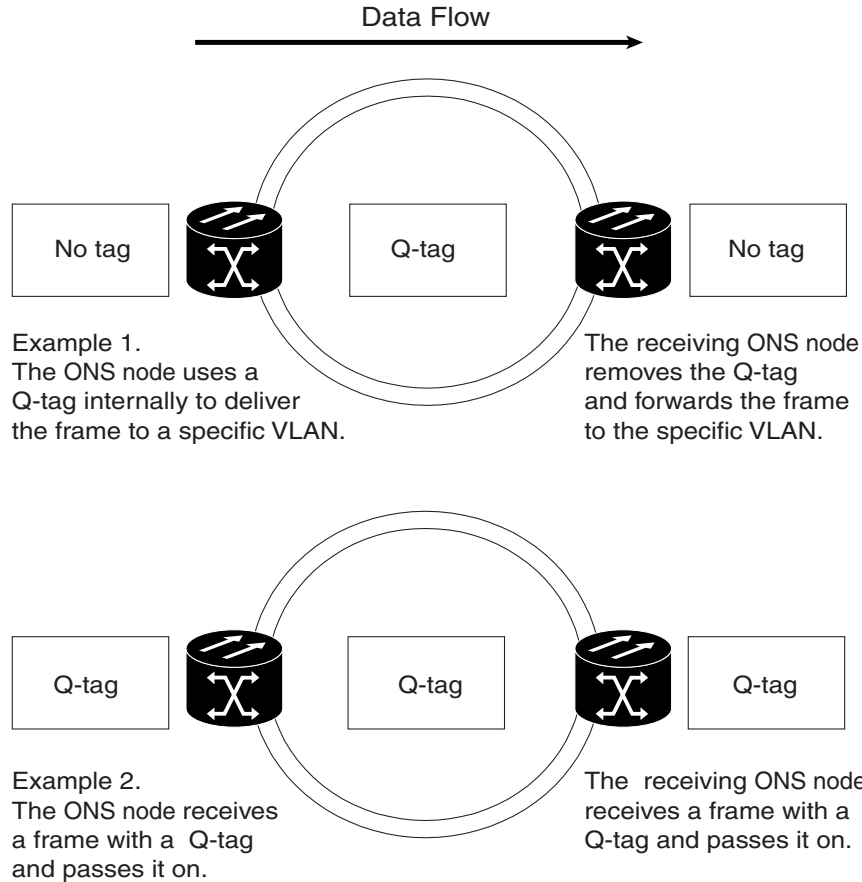 Data Flow
No tag
Q-tag
No tag
Example 1.
The ONS node uses a
Q-tag internally to deliver
the frame to a specific VLAN.
The receiving ONS node
removes the Q-tag
and forwards the frame
to the specific VLAN.
Q-tag
Q-tag
Q-tag
Example 2.
The ONS node receives
a frame with a Q-tag
and passes it on.
The receiving ONS node
receives a frame with a
Q-tag and passes it on.